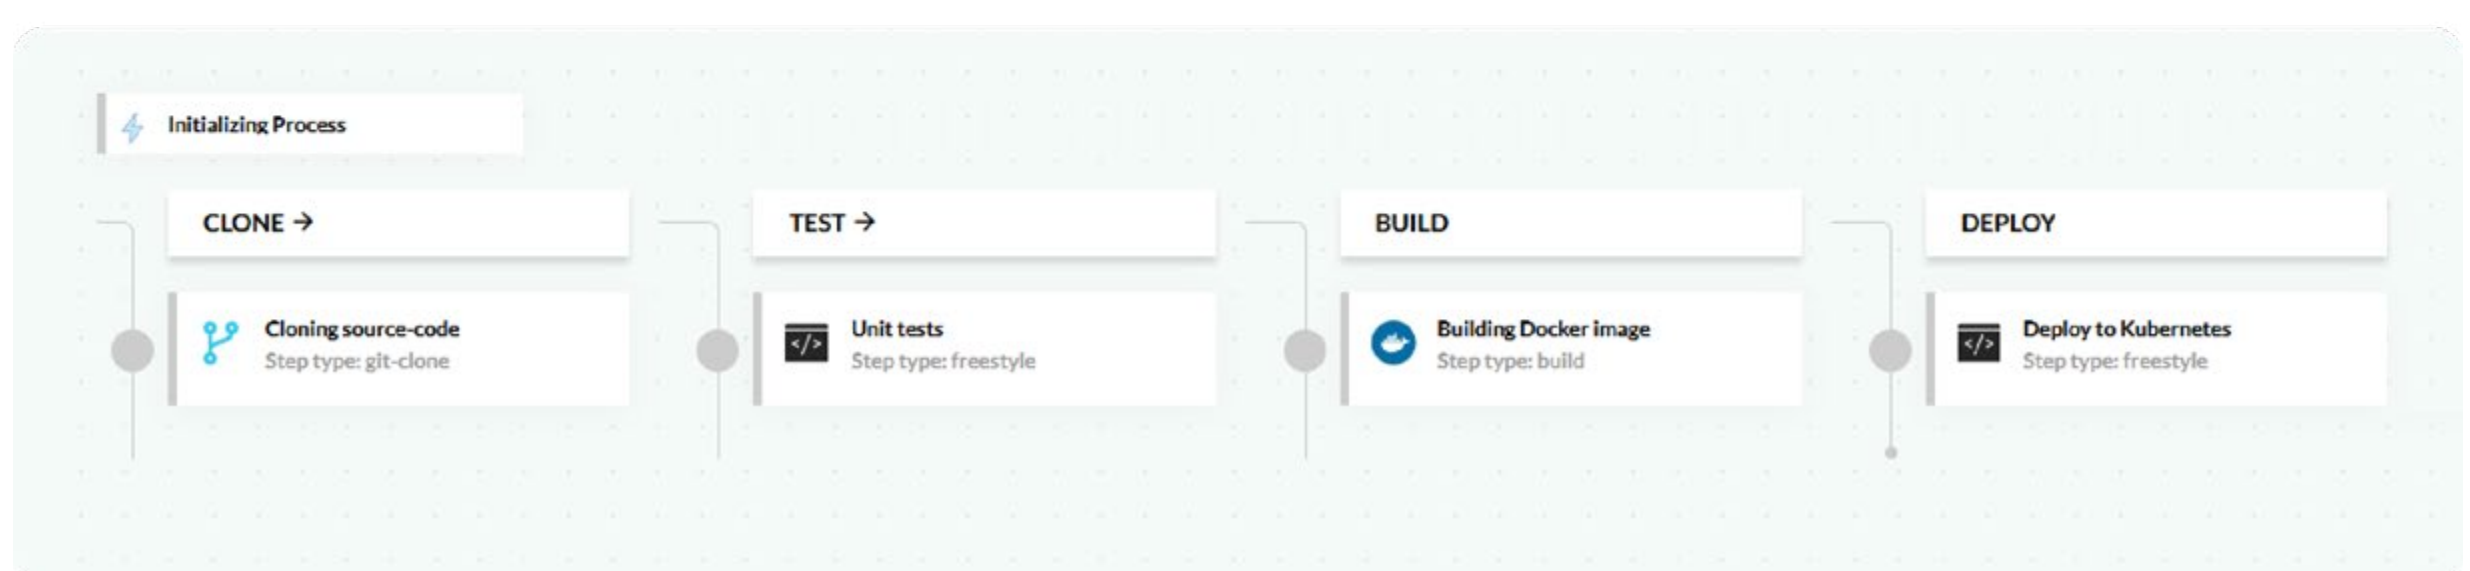 Initializing Process
CLONE →
TEST →
BUILD
DEPLOY
Cloning source-code
Step type: git-clone
</> Unit tests
Step type: freestyle
Building Docker image
Step type: build
</> Deploy to Kubernetes
Step type: freestyle